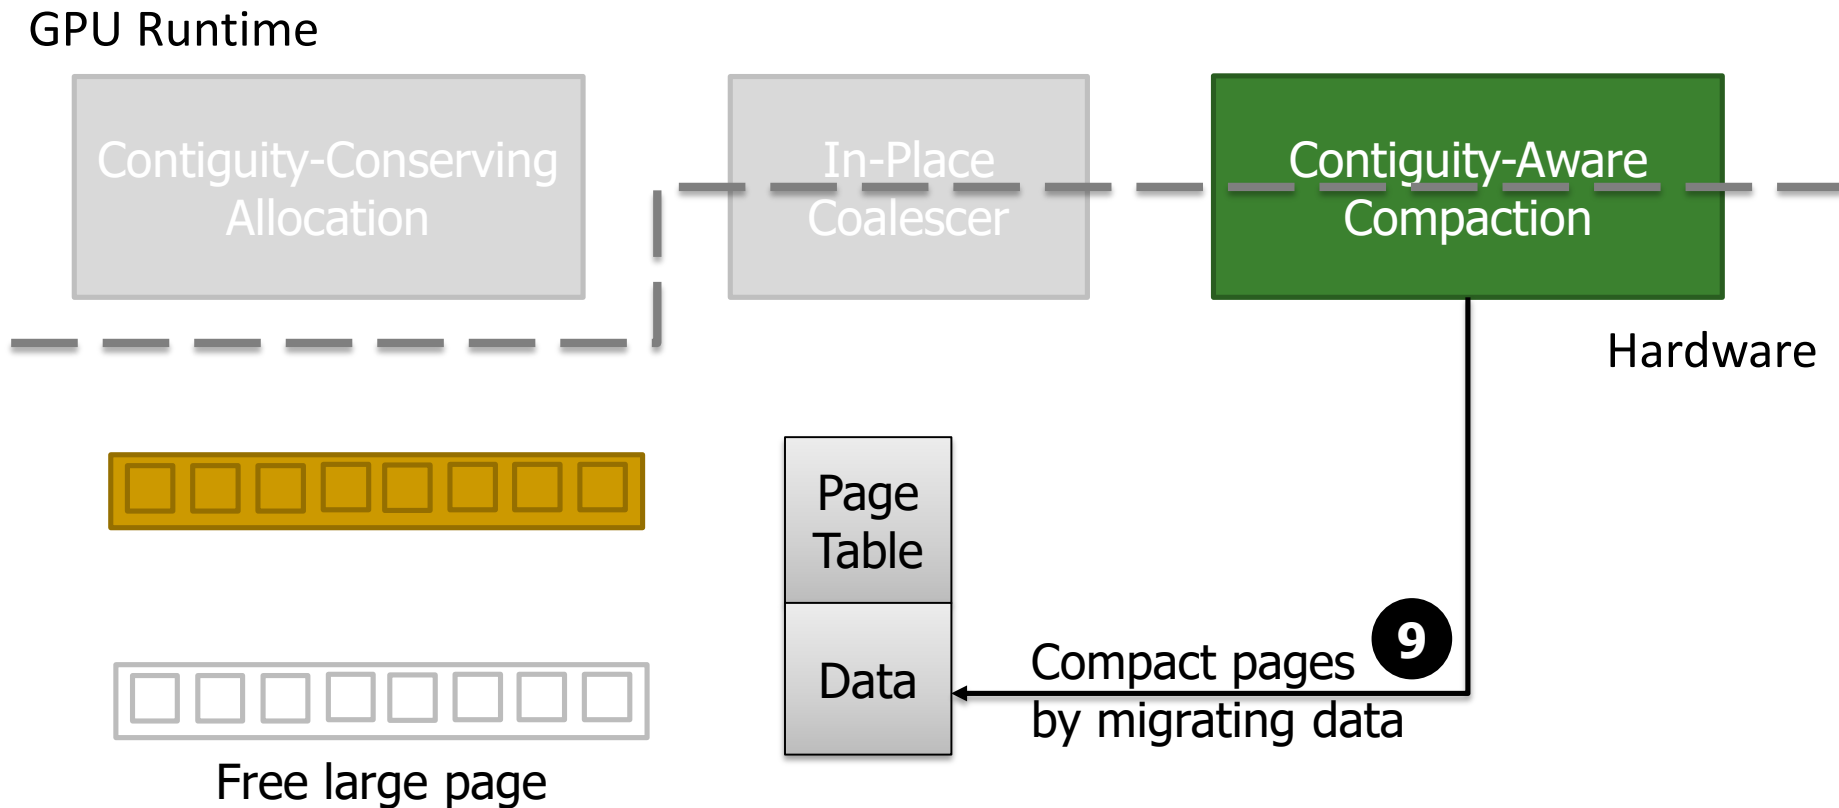 GPU Runtime
Contiguity-Conserving
Allocation
In-Place
Coalescer
Contiguity-Aware
Compaction
Hardware
Page
Table
Data
9
Compact pages
by migrating data
Free large page